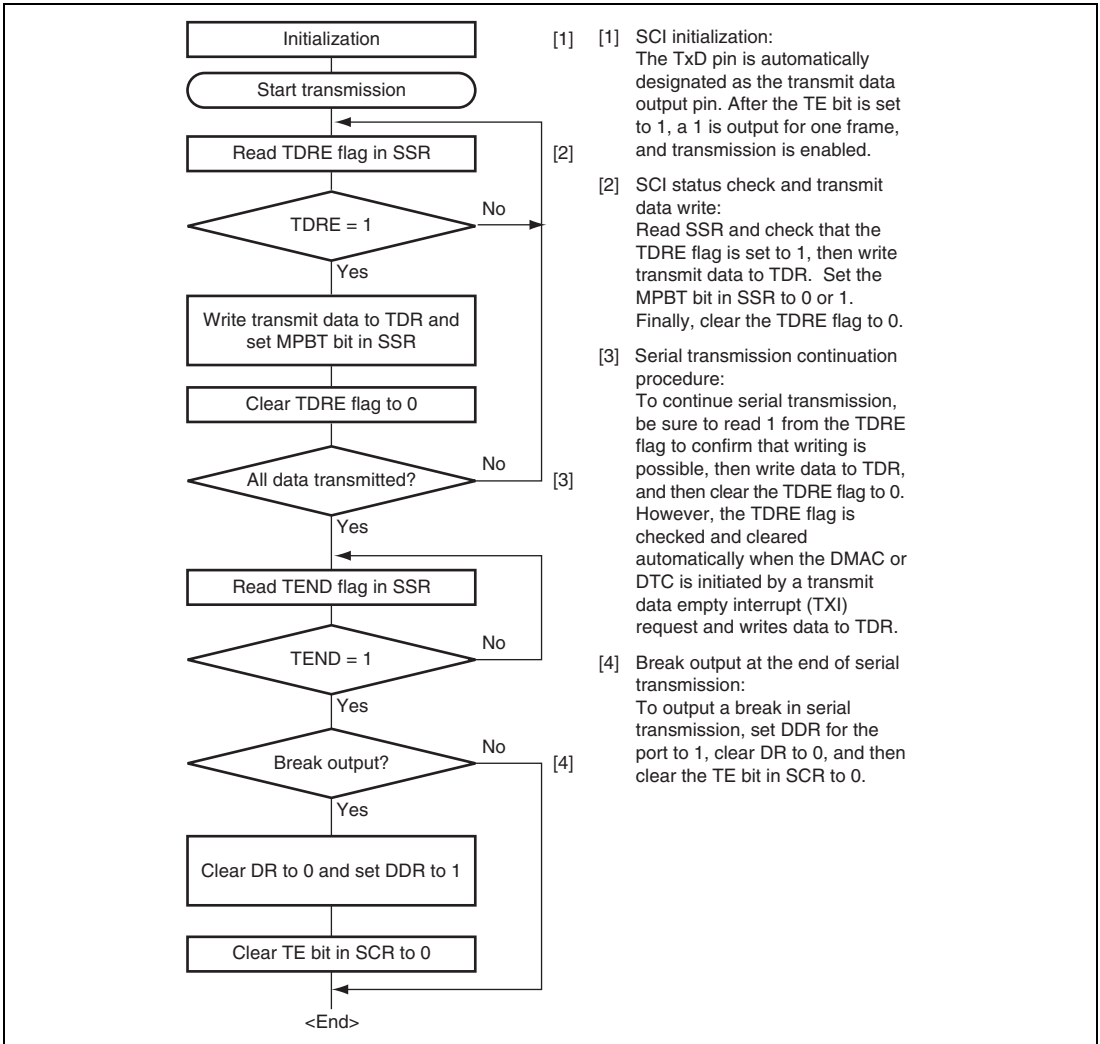 Initialization
[1]
Start transmission
Read TDRE flag in SSR
[2]
TDRE = 1
No
Yes
Write transmit data to TDR and
set MPBT bit in SSR
Clear TDRE flag to 0
All data transmitted?
No
[3]
Yes
Read TEND flag in SSR
TEND = 1
No
Yes
Break output?
No
[4]
Yes
Clear DR to 0 and set DDR to 1
Clear TE bit in SCR to 0
<End>
[1] SCI initialization:
The TxD pin is automatically
designated as the transmit data
output pin. After the TE bit is set
to 1, a 1 is output for one frame,
and transmission is enabled.
[2] SCI status check and transmit
data write:
Read SSR and check that the
TDRE flag is set to 1, then write
transmit data to TDR. Set the
MPBT bit in SSR to 0 or 1.
Finally, clear the TDRE flag to 0.
[3] Serial transmission continuation
procedure:
To continue serial transmission,
be sure to read 1 from the TDRE
flag to confirm that writing is
possible, then write data to TDR,
and then clear the TDRE flag to 0.
However, the TDRE flag is
checked and cleared
automatically when the DMAC or
DTC is initiated by a transmit
data empty interrupt (TXI)
request and writes data to TDR.
[4] Break output at the end of serial
transmission:
To output a break in serial
transmission, set DDR for the
port to 1, clear DR to 0, and then
clear the TE bit in SCR to 0.